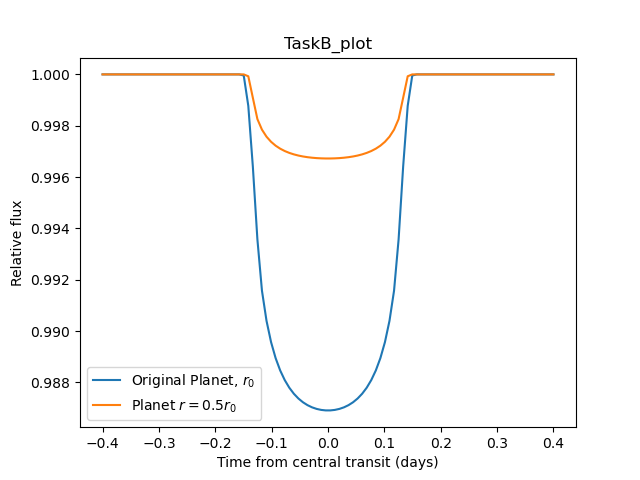 TaskB_plot
1.000
0.998
0.996
0.994
0.992
0.990
0.988
Relative flux
Original Planet, r₀
Planet r = 0.5r₀
−0.4 −0.3 −0.2 −0.1 0.0 0.1 0.2 0.3 0.4
Time from central transit (days)